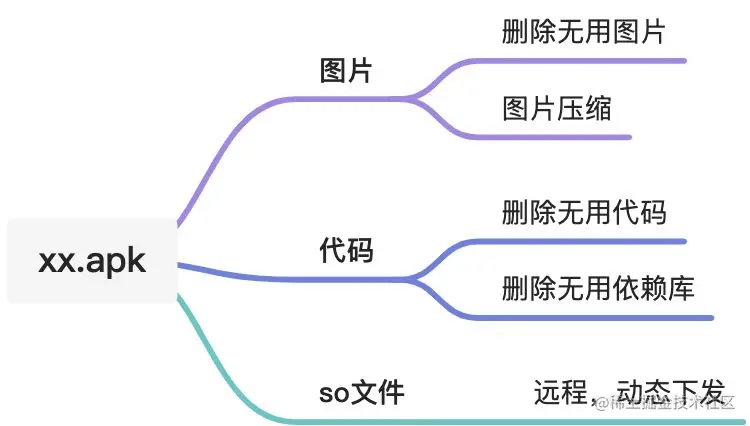 删除无用图片
图片
图片压缩
删除无用代码
代码
xx.apk
删除无用依赖库
so文件
远程，动态下发
@稀土掘金技术社区